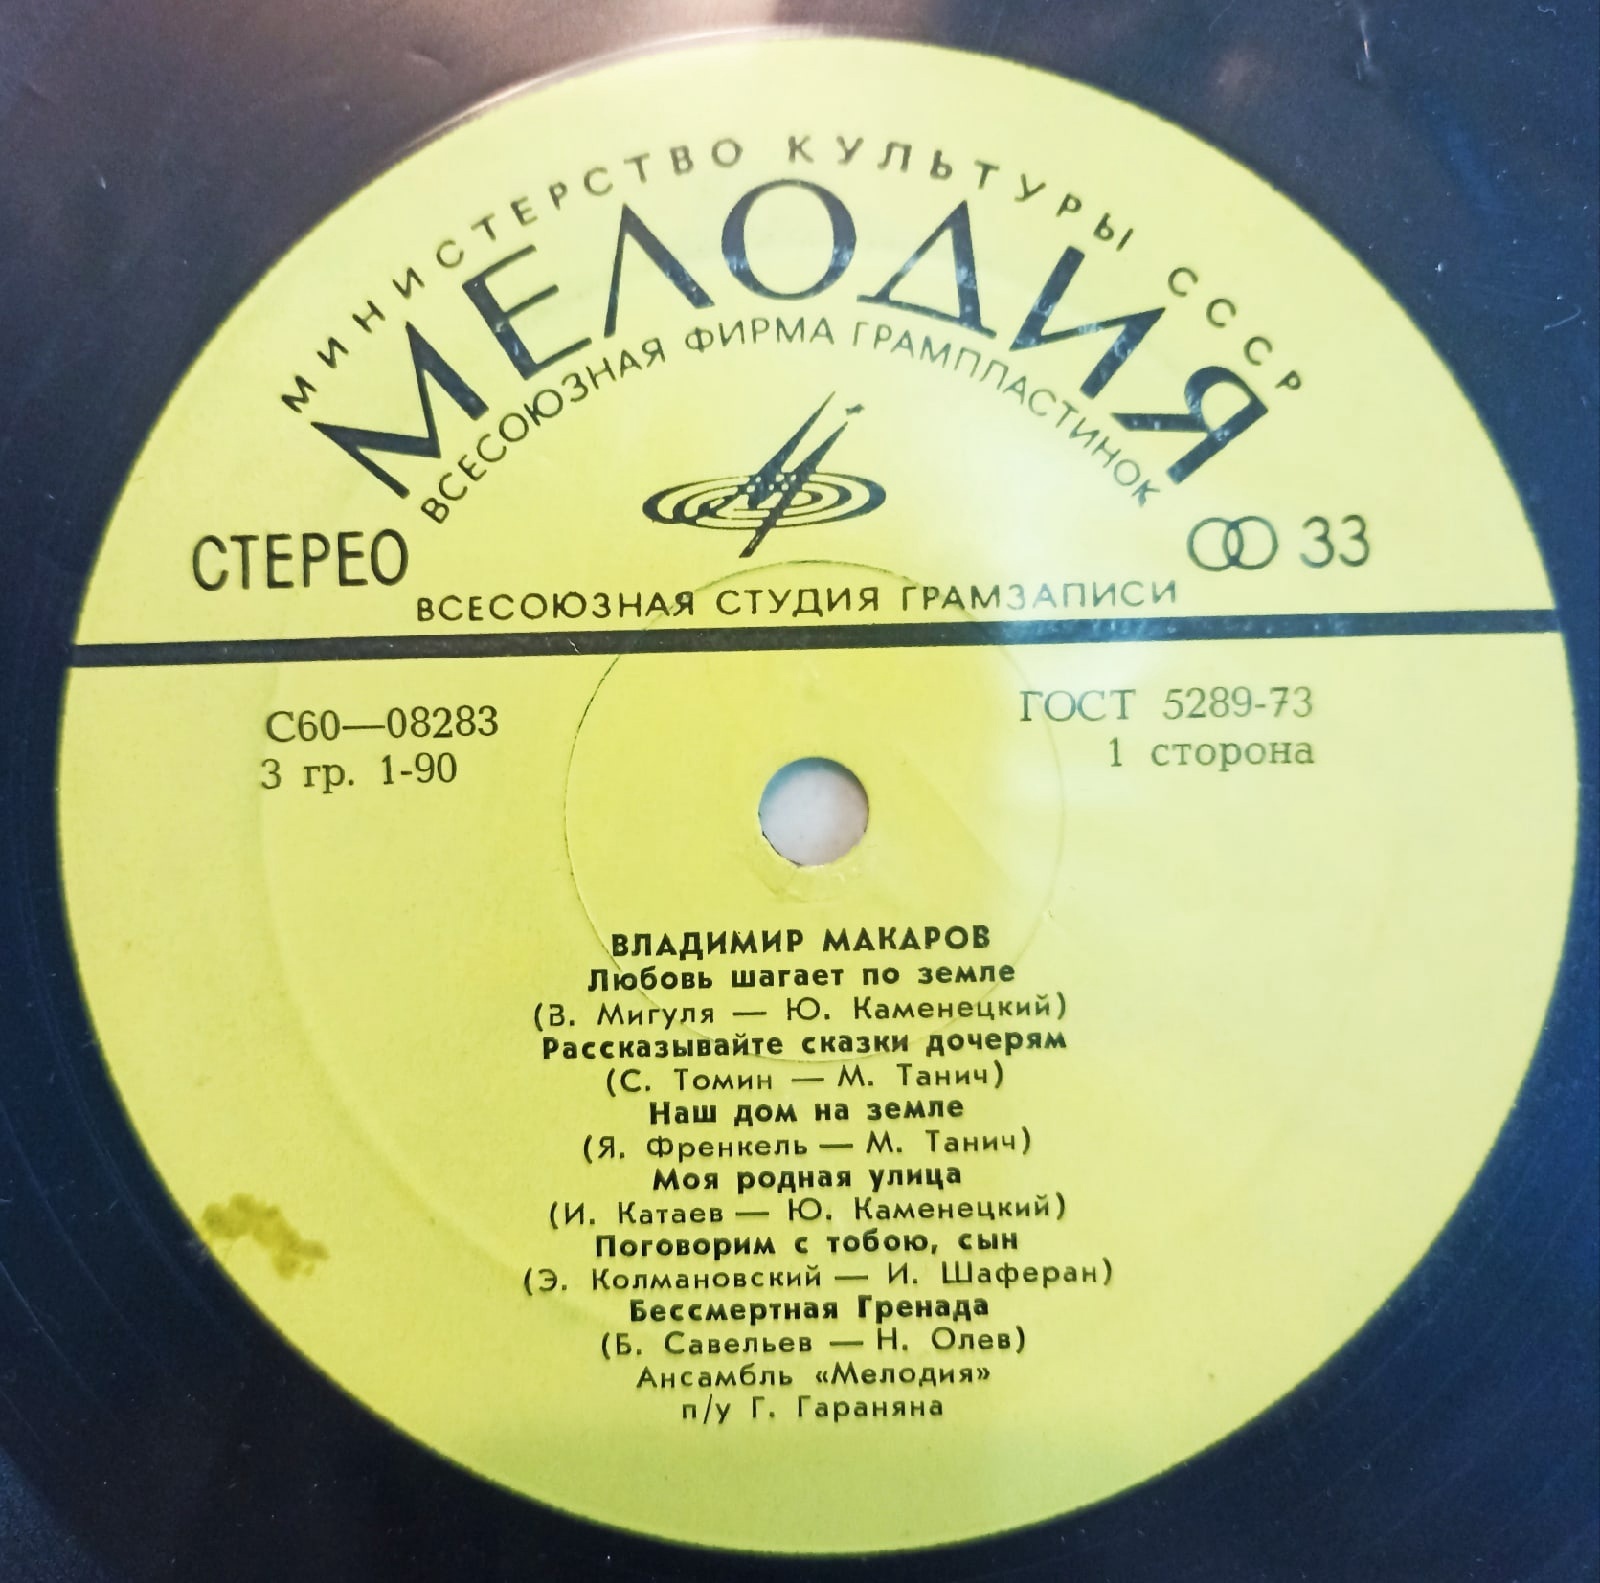 МИНИСТЕРСТВО КУЛЬТУРЫ СССР
МЕЛОДИЯ
ВСЕСОЮЗНАЯ ФИРМА ГРАМПЛАСТИНОК
СТЕРЕО
33
ВСЕСОЮЗНАЯ СТУДИЯ ГРАМЗАПИСИ
С60—08283
ГОСТ 5289-73
3 гр. 1-90
1 сторона
ВЛАДИМИР МАКАРОВ
Любовь шагает по земле
(В. Мигуля — Ю. Каменецкий)
Рассказывайте сказки дочерям
(С. Томин — М. Танич)
Наш дом на земле
(Я. Френкель — М. Танич)
Моя родная улица
(И. Катаев — Ю. Каменецкий)
Поговорим с тобою, сын
(Э. Колмановский — И. Шаферан)
Бессмертная Гренада
(Б. Савельев — Н. Олев)
Ансамбль «Мелодия»
п/у Г. Гараняна